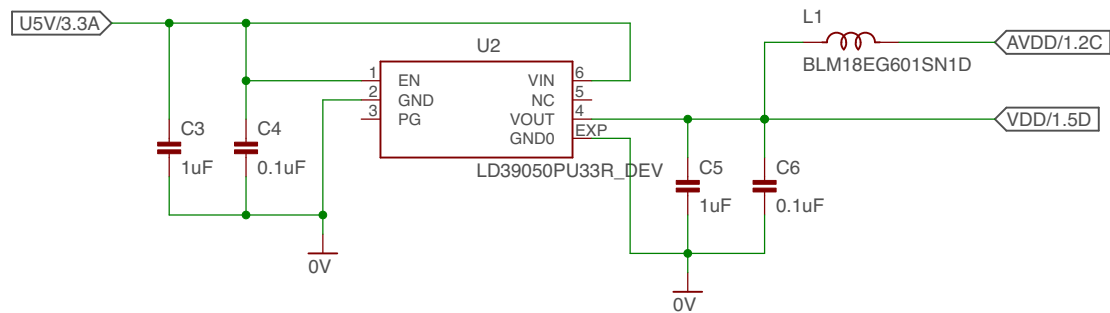 U5V/3.3A
L1
AVDD/1.2C
BLM18EG601SN1D
U2
1 EN VIN 6
2 GND NC 5
3 PG VOUT 4
GND0 EXP
VDD/1.5D
LD39050PU33R_DEV
C3
1uF
C4
0.1uF
C5
1uF
C6
0.1uF
0V
0V